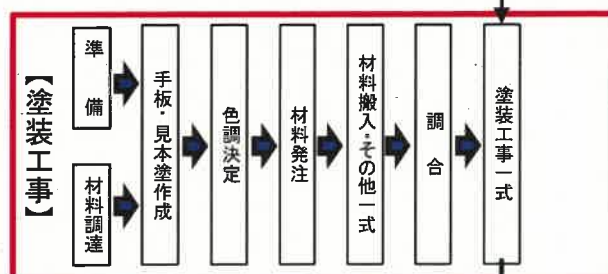 【塗装工事】
準備
材料調達
手板・見本塗作成
色調決定
材料発注
材料搬入・その他一式
調合
塗装工事一式